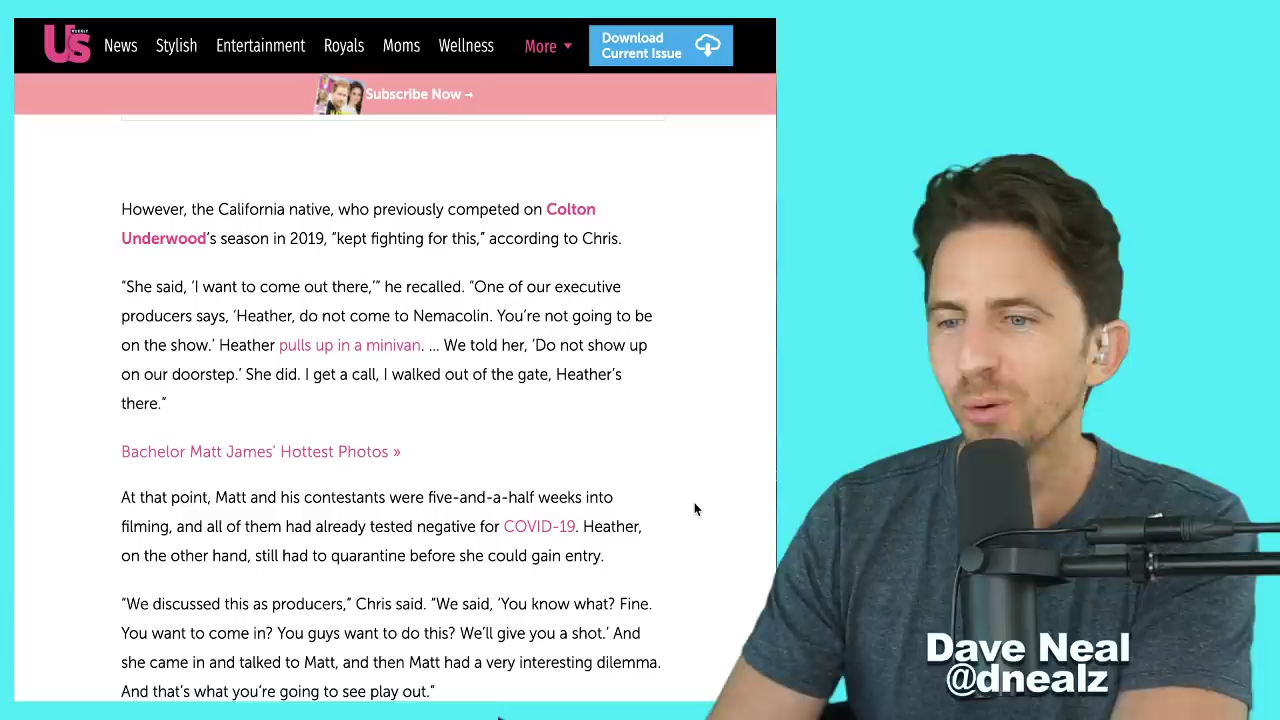 Us WEEKLY News Stylish Entertainment Royals Moms Wellness More Download Current Issue
Subscribe Now →
However, the California native, who previously competed on Colton
Underwood's season in 2019, “kept fighting for this,” according to Chris.
“She said, ‘I want to come out there,’” he recalled. “One of our executive
producers says, ‘Heather, do not come to Nemacolin. You’re not going to be
on the show.’ Heather pulls up in a minivan. … We told her, ‘Do not show up
on our doorstep.’ She did. I get a call, I walked out of the gate, Heather’s
there.”
Bachelor Matt James’ Hottest Photos »
At that point, Matt and his contestants were five-and-a-half weeks into
filming, and all of them had already tested negative for COVID-19. Heather,
on the other hand, still had to quarantine before she could gain entry.
“We discussed this as producers,” Chris said. “We said, ‘You know what? Fine.
You want to come in? You guys want to do this? We’ll give you a shot.’ And
she came in and talked to Matt, and then Matt had a very interesting dilemma.
And that’s what you’re going to see play out.”
Dave Neal
@dnealz